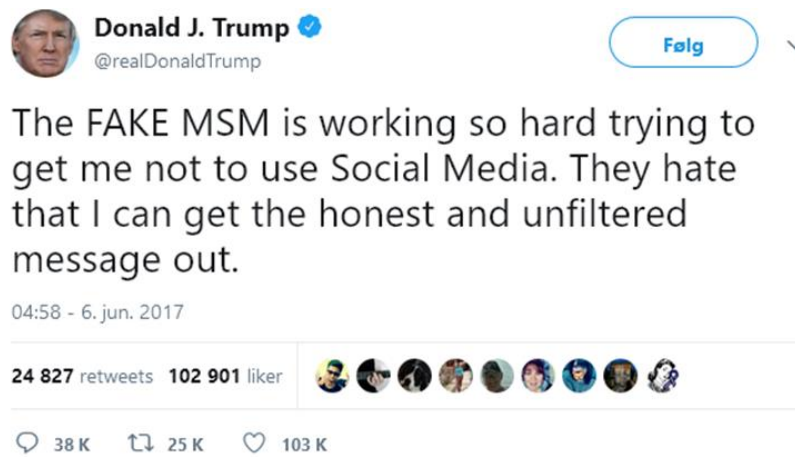 Donald J. Trump
@realDonaldTrump
Følg
The FAKE MSM is working so hard trying to
get me not to use Social Media. They hate
that I can get the honest and unfiltered
message out.
04:58 - 6. jun. 2017
24 827 retweets 102 901 liker
38 K 25 K 103 K